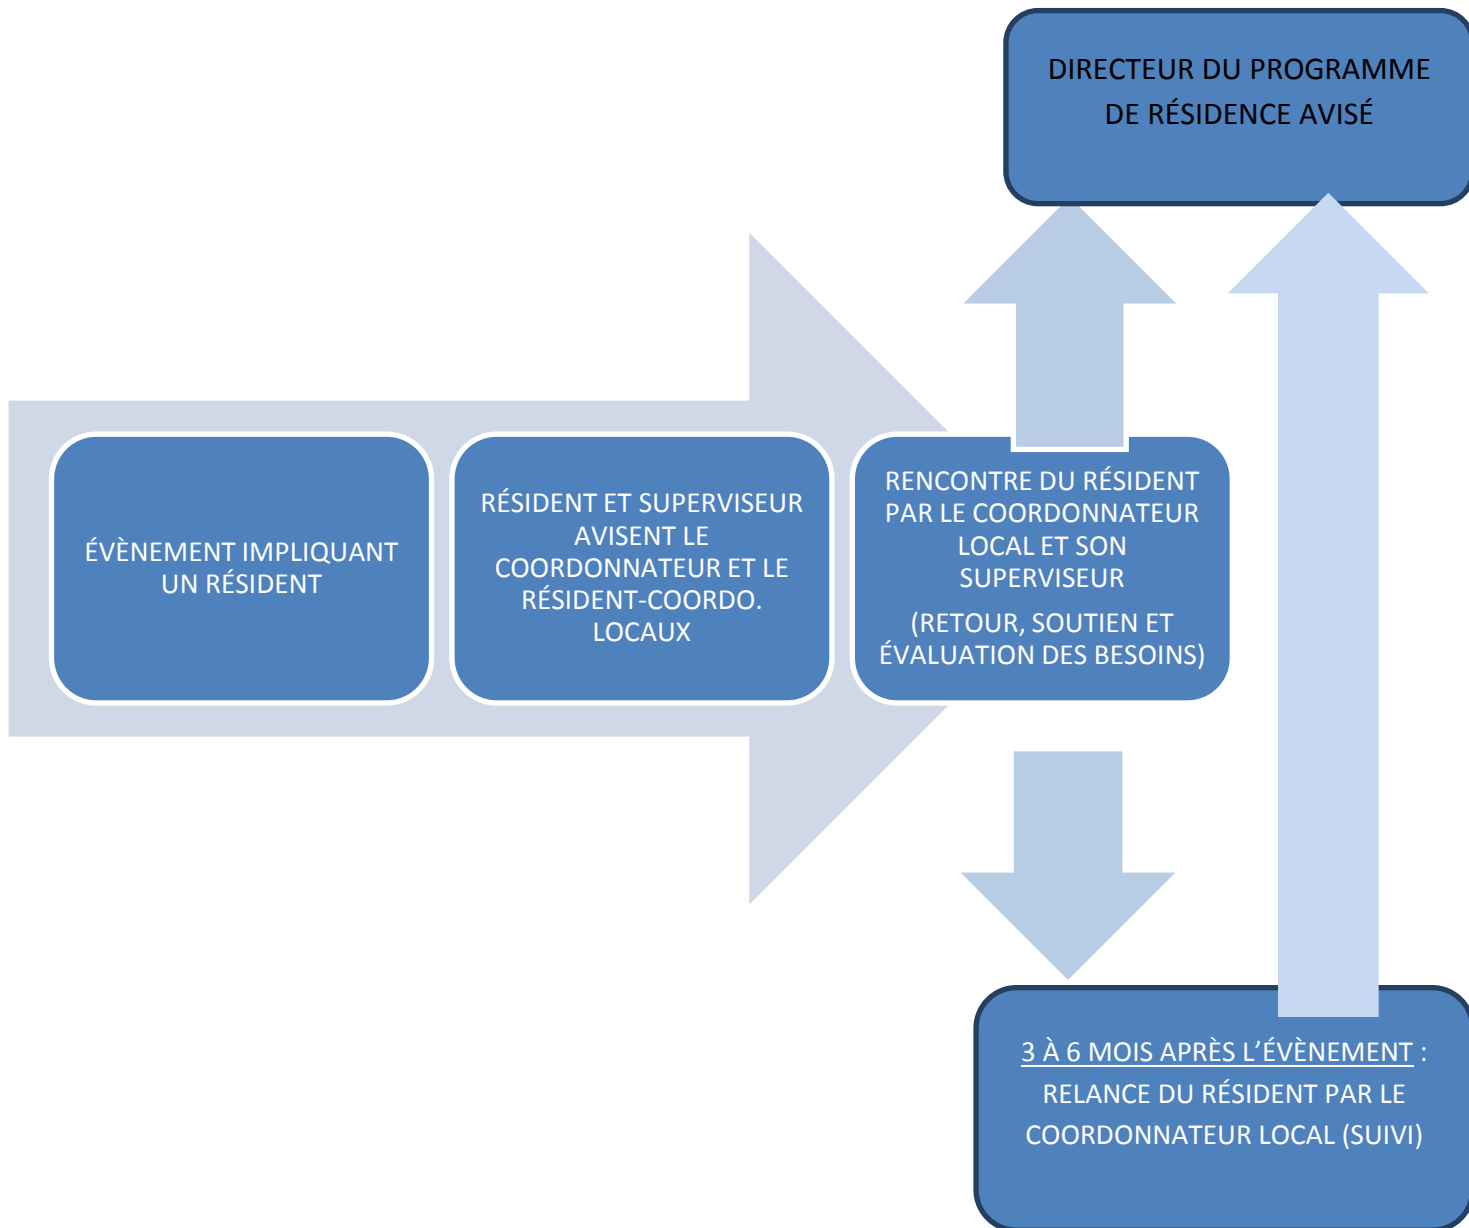 DIRECTEUR DU PROGRAMME
DE RÉSIDENCE AVISÉ
ÉVÈNEMENT IMPLIQUANT
UN RÉSIDENT
RÉSIDENT ET SUPERVISEUR
AVISENT LE
COORDONNATEUR ET LE
RÉSIDENT-COORDO.
LOCAUX
RENCONTRE DU RÉSIDENT
PAR LE COORDONNATEUR
LOCAL ET SON
SUPERVISEUR
(RETOUR, SOUTIEN ET
ÉVALUATION DES BESOINS)
3 À 6 MOIS APRÈS L’ÉVÈNEMENT :
RELANCE DU RÉSIDENT PAR LE
COORDONNATEUR LOCAL (SUIVI)